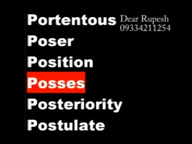 Portentous
Dear Rupesh
09334211254
Poser
Position
Posses
Posteriority
Postulate